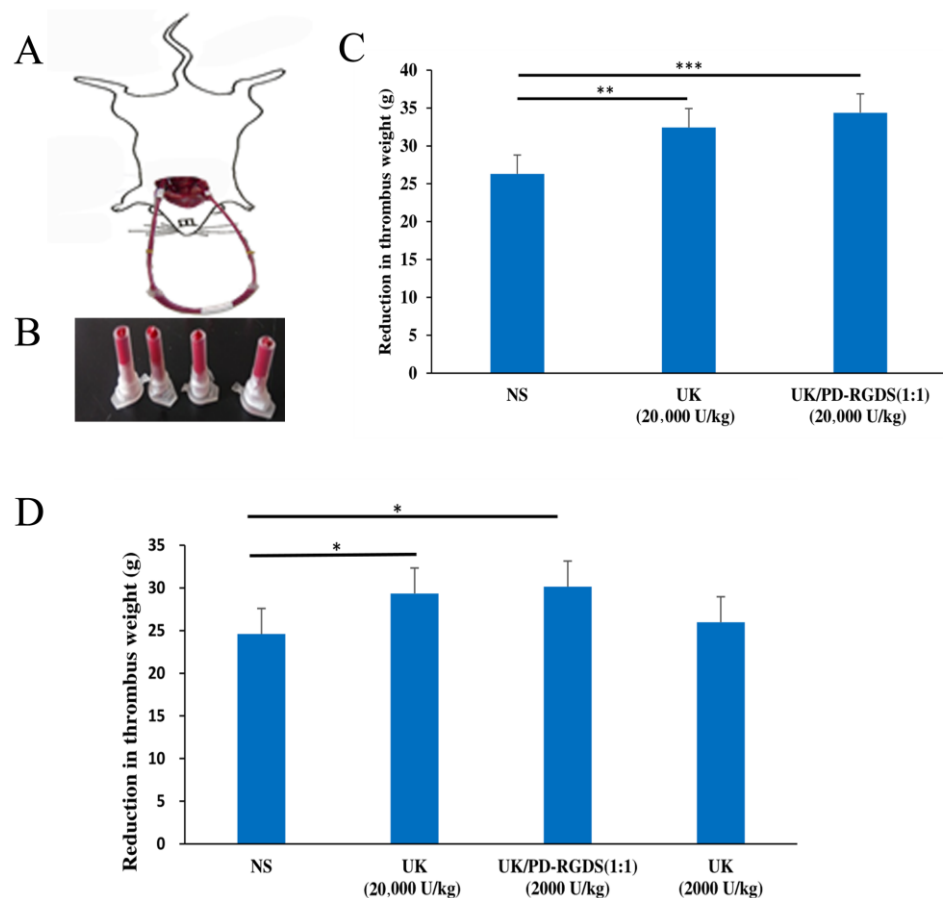 A
B
C
Reduction in thrombus weight (g)
40
35
30
25
20
15
10
5
0
***
**
NS
UK
(20,000 U/kg)
UK/PD-RGDS(1:1)
(20,000 U/kg)
D
Reduction in thrombus weight (g)
35
30
25
20
15
10
5
0
*
*
NS
UK
(20,000 U/kg)
UK/PD-RGDS(1:1)
(2000 U/kg)
UK
(2000 U/kg)